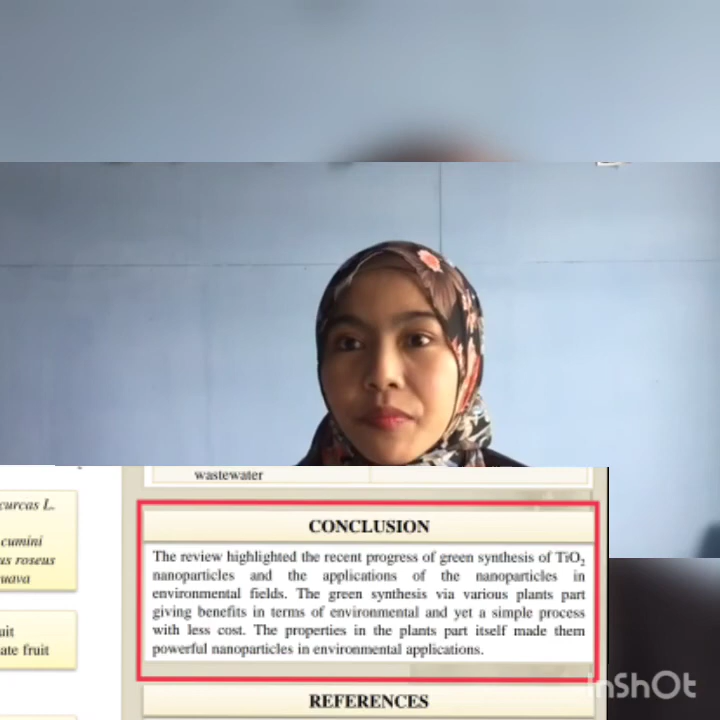 wastewater
curcas L.
cumini
us roseus
uava
uit
ate fruit
CONCLUSION
The review highlighted the recent progress of green synthesis of TiO2
nanoparticles and the applications of the nanoparticles in
environmental fields. The green synthesis via various plants part
giving benefits in terms of environmental and yet a simple process
with less cost. The properties in the plants part itself made them
powerful nanoparticles in environmental applications.
REFERENCES
InShOt